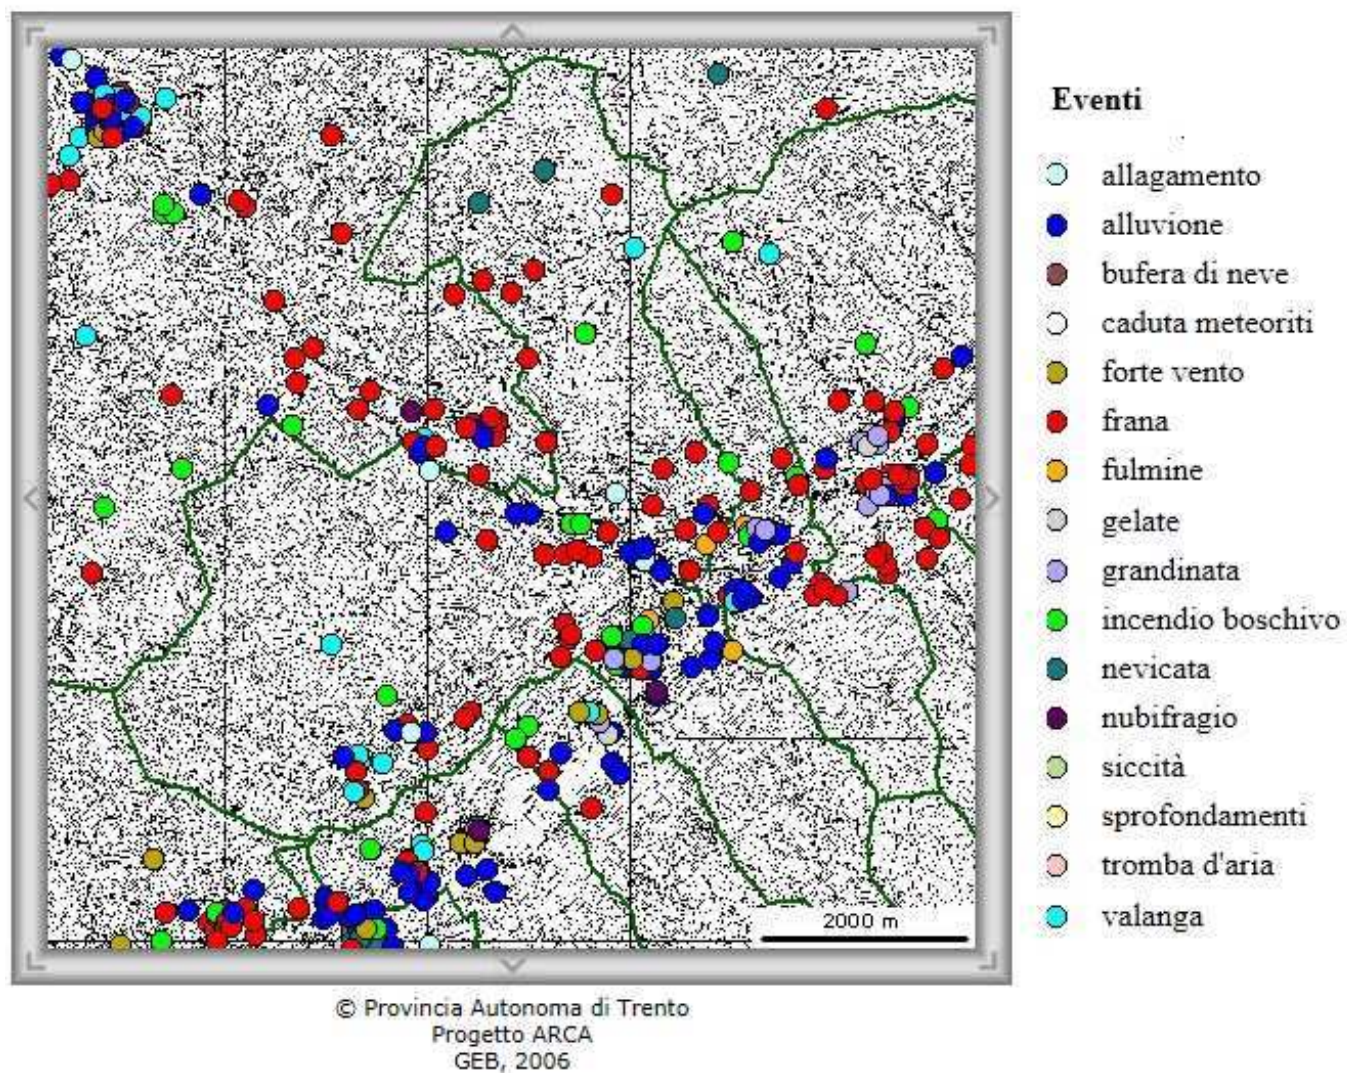 Eventi
allagamento
alluvione
bufera di neve
caduta meteoriti
forte vento
frana
fulmine
gelate
grandinata
incendio boschivo
nevicata
nubifragio
siccità
sprofondamenti
tromba d'aria
valanga
2000 m
© Provincia Autonoma di Trento
Progetto ARCA
GEB, 2006